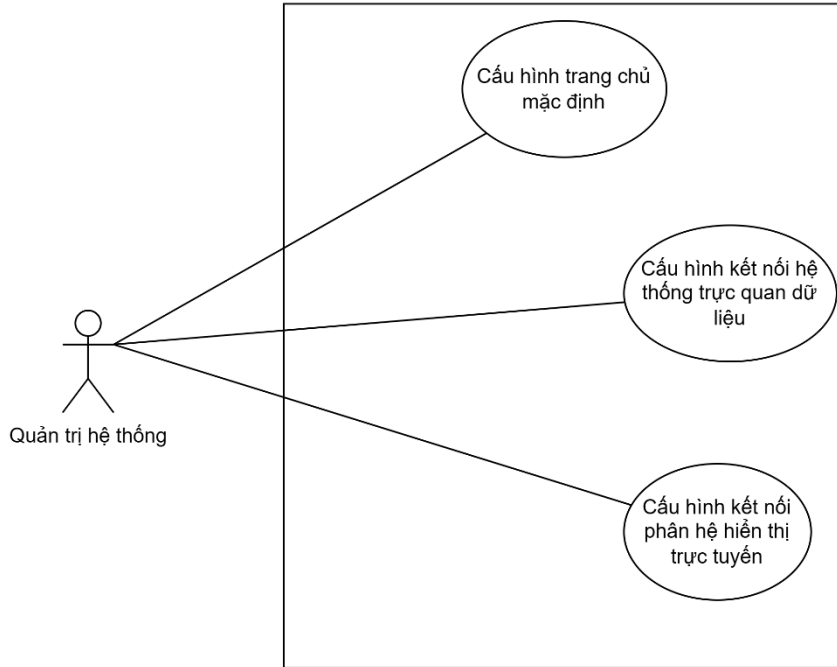 Cấu hình trang chủ
mặc định
Cấu hình kết nối hệ
thống trực quan dữ
liệu
Quản trị hệ thống
Cấu hình kết nối
phân hệ hiển thị
trực tuyến